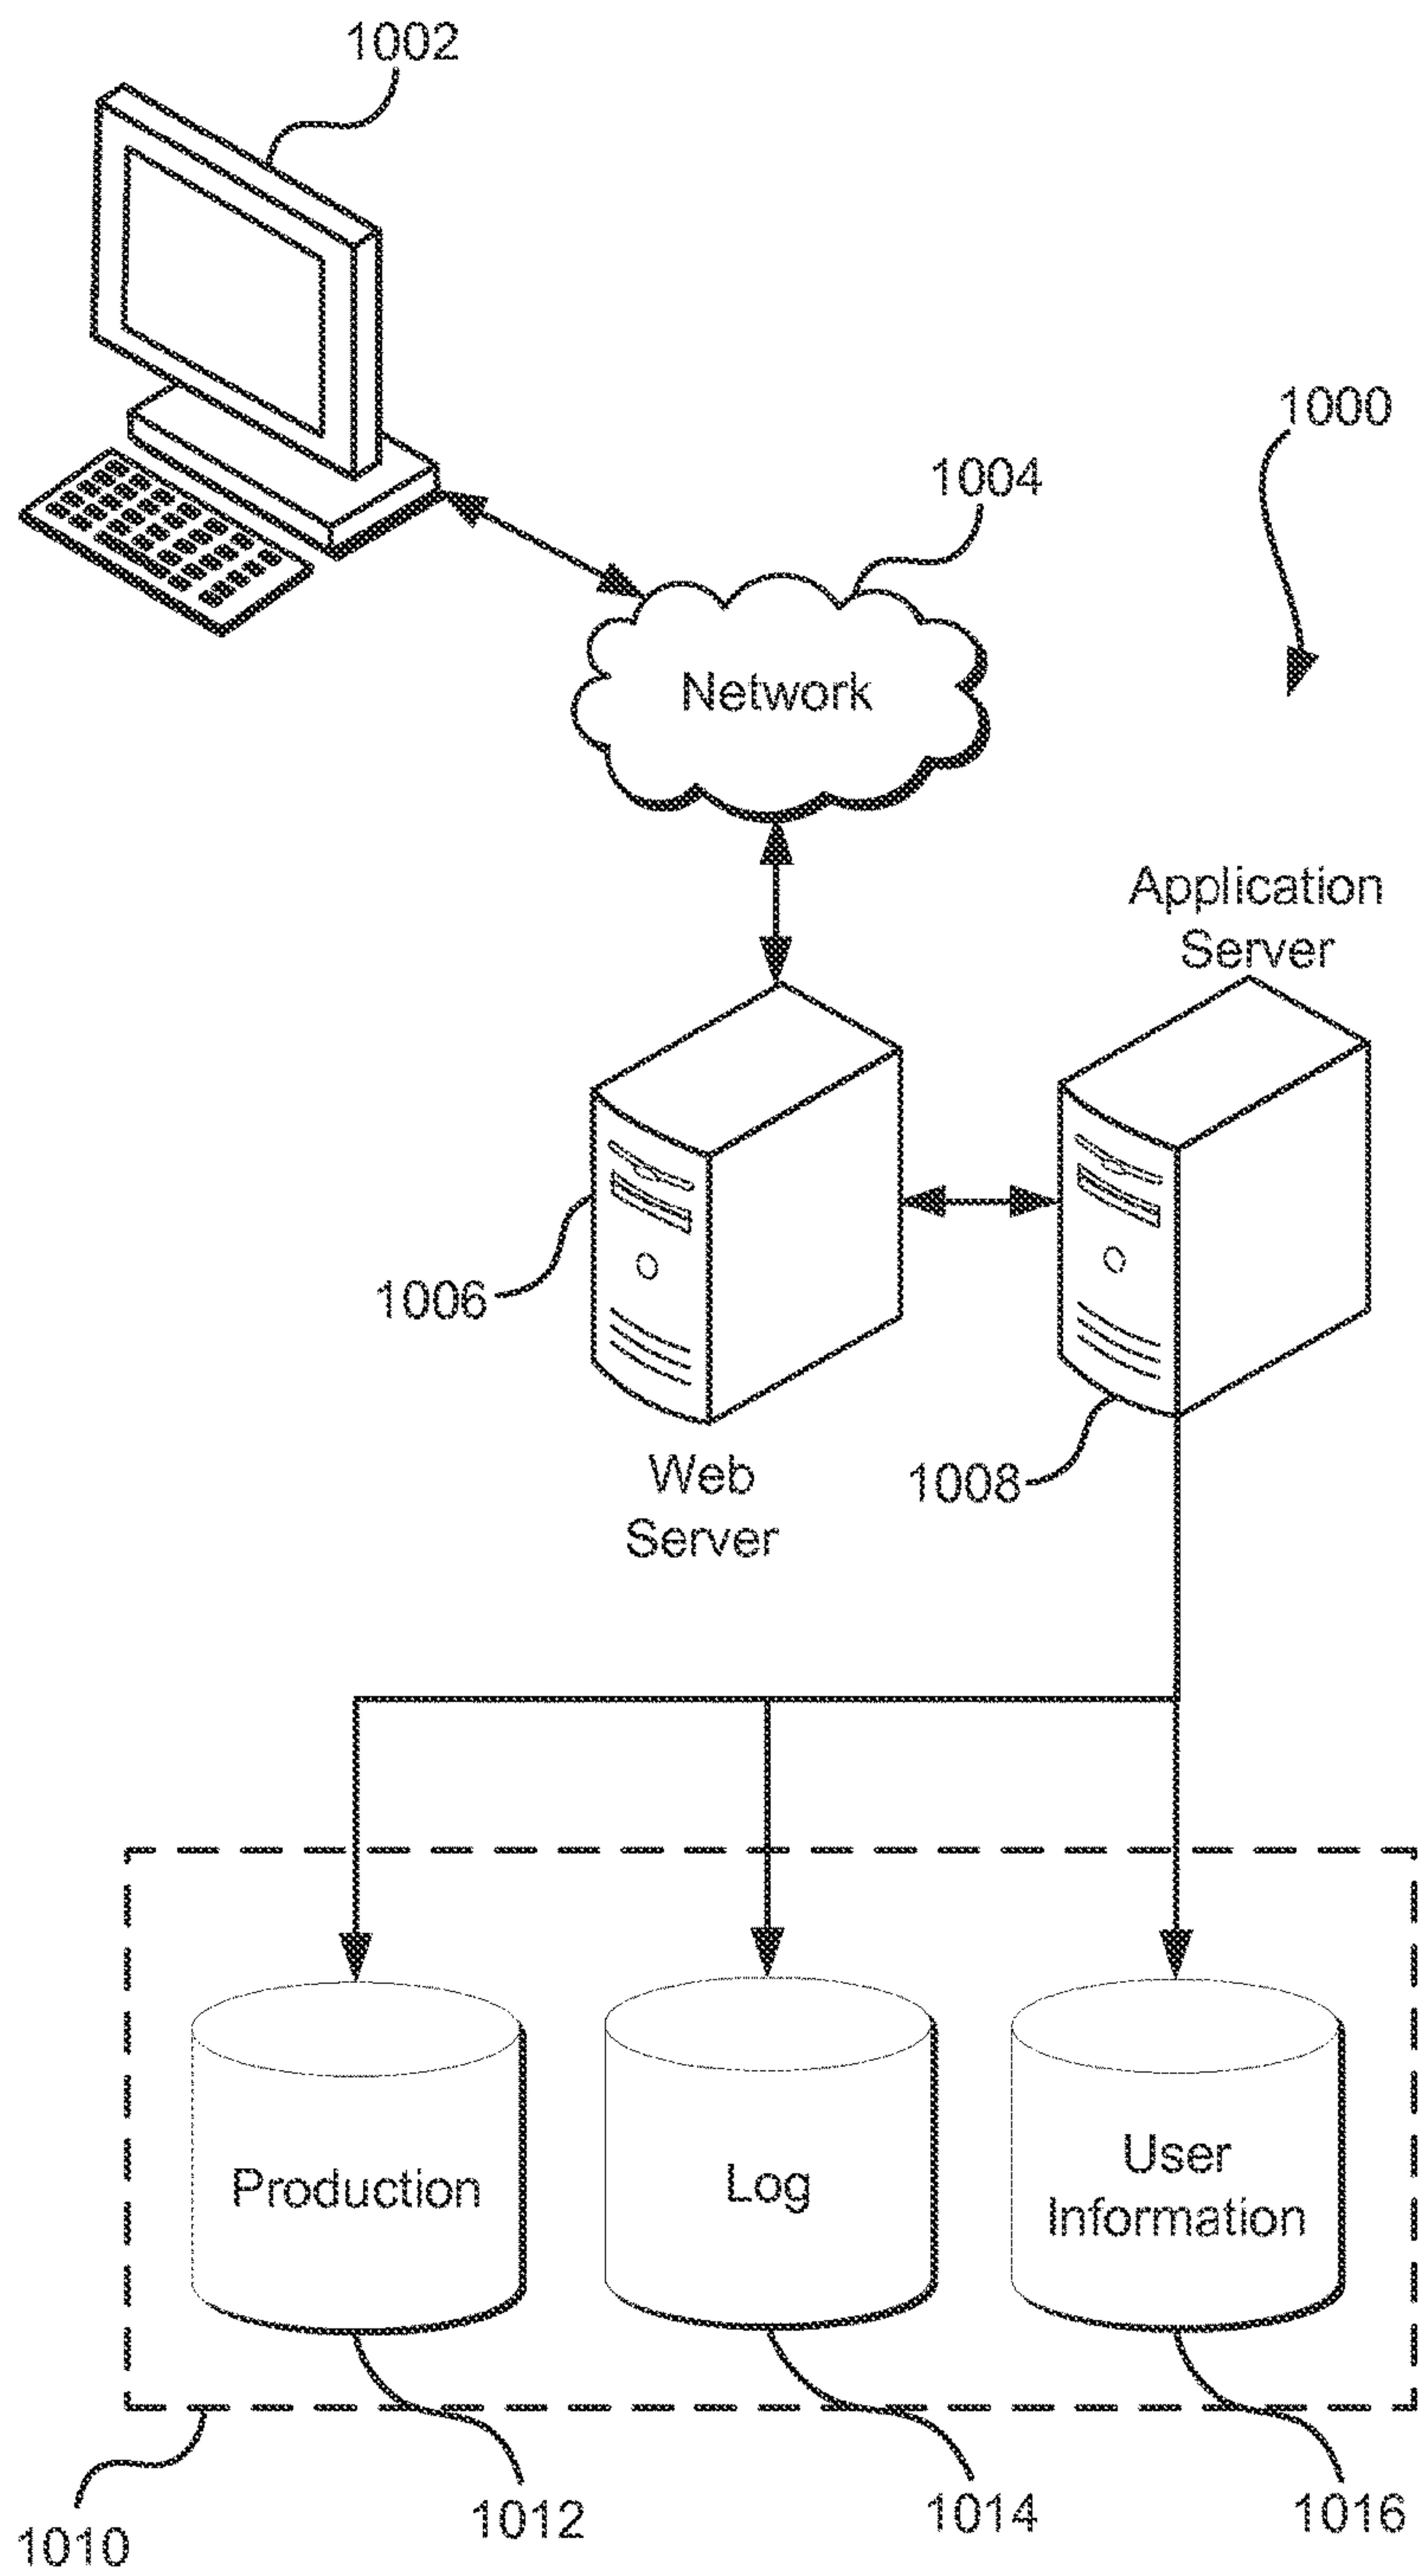 1002
1000
1004
Network
Application
Server
1006
1008
Web
Server
Production
Log
User
Information
1010
1012
1014
1016